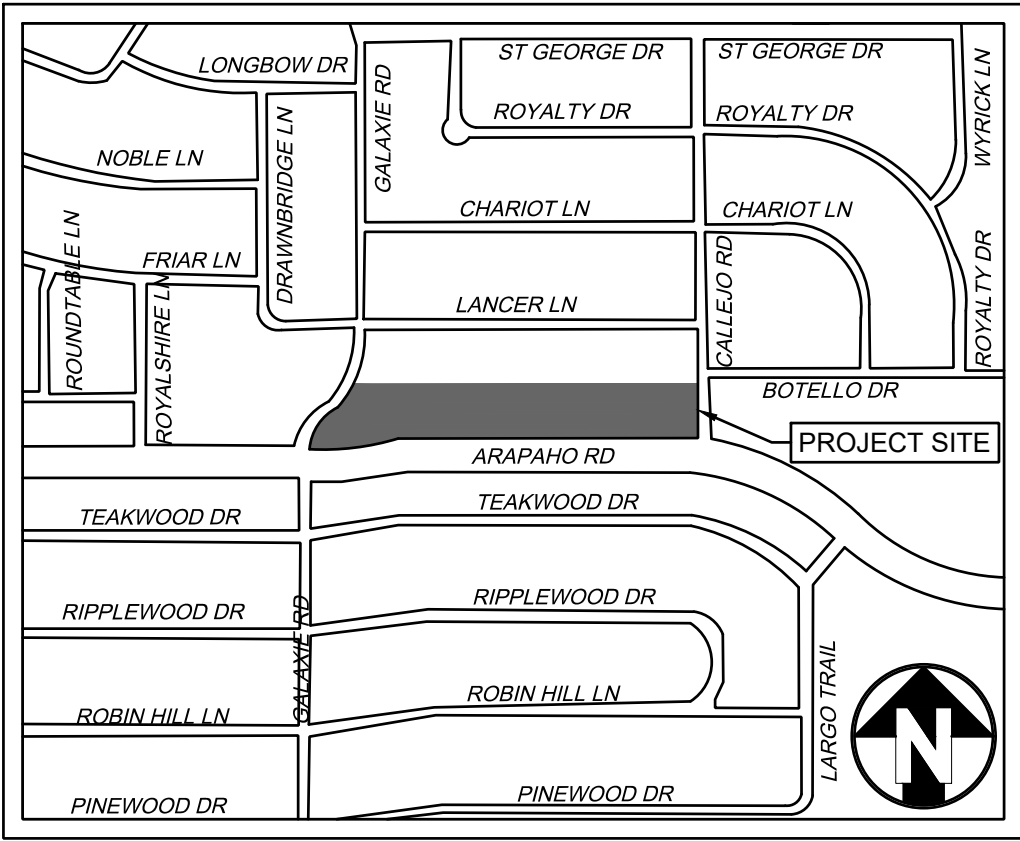 LONGBOW DR
GALAXIE RD
ST GEORGE DR
ST GEORGE DR
WYRICK LN
ROYALTY DR
ROYALTY DR
NOBLE LN
DRAWNBRIDGE LN
CHARIOT LN
CHARIOT LN
ROUNDTABLE LN
FRIAR LN
ROYALSHIRE LN
LANCER LN
CALLEJO RD
ROYALTY DR
BOTELLO DR
PROJECT SITE
ARAPAHO RD
TEAKWOOD DR
TEAKWOOD DR
RIPPLEWOOD DR
GALAXIE RD
RIPPLEWOOD DR
ROBIN HILL LN
ROBIN HILL LN
LARGO TRAIL
PINEWOOD DR
PINEWOOD DR
N